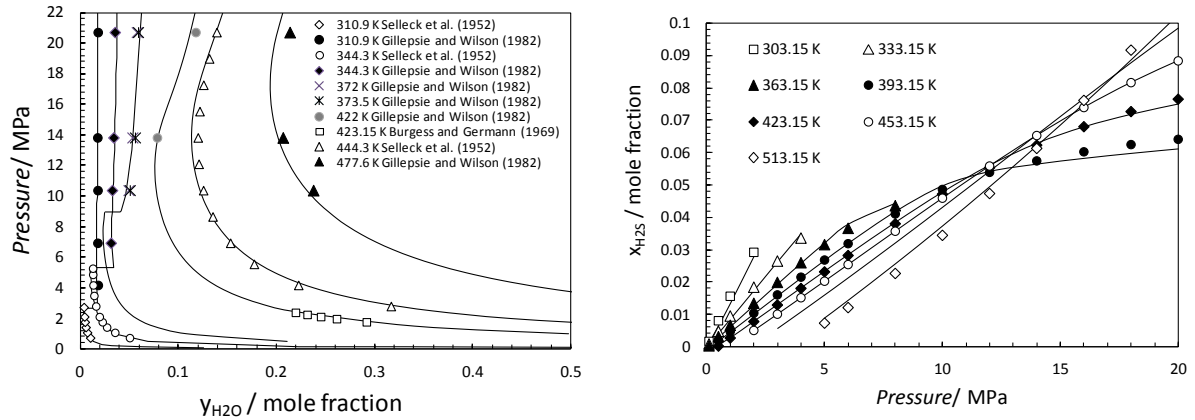 22
20
18
16
14
12
10
8
6
4
2
0
Pressure/ MPa
0
0.1
0.2
0.3
0.4
0.5
yH2O / mole fraction
310.9 K Selleck et al. (1952)
310.9 K Gillepsie and Wilson (1982)
344.3 K Selleck et al. (1952)
344.3 K Gillepsie and Wilson (1982)
372 K Gillepsie and Wilson (1982)
373.5 K Gillepsie and Wilson (1982)
422 K Gillepsie and Wilson (1982)
423.15 K Burgess and Germann (1969)
444.3 K Selleck et al. (1952)
477.6 K Gillepsie and Wilson (1982)
0.1
0.09
0.08
0.07
0.06
0.05
0.04
0.03
0.02
0.01
0
xH2S / mole fraction
303.15 K
333.15 K
363.15 K
393.15 K
423.15 K
453.15 K
513.15 K
0
5
10
15
20
Pressure/ MPa